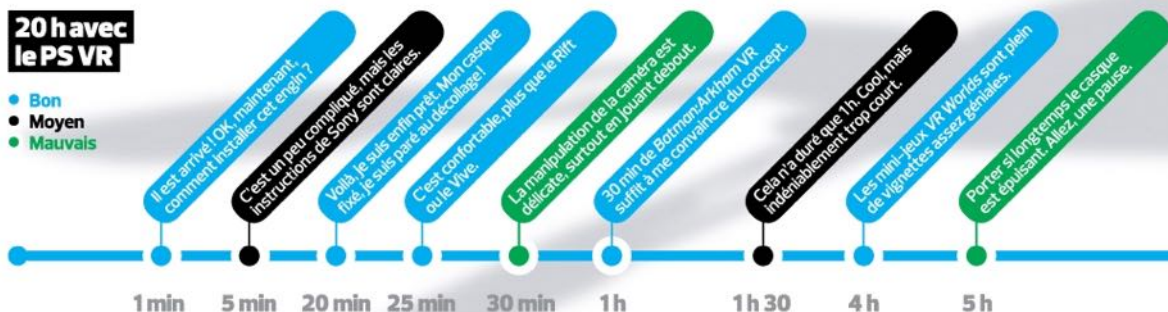 20 h avec
le PS VR
Bon
Moyen
Mauvais
Il est arrivé ! OK, maintenant,
comment installer cet engin ?
C'est un peu compliqué, mais les
instructions de Sony sont claires.
Voilà, je suis enfin prêt. Mon casque
fixé, je suis paré au décollage !
C'est confortable, plus que le Rift
ou le Vive.
La manipulation de la caméra est
délicate, surtout en jouant debout.
30 min de Batman: Arkham VR
suffit à me convaincre du concept.
Cela n'a duré que 1 h. Cool, mais
indéniablement trop court.
Les mini-jeux VR Worlds sont plein
de vignettes assez géniales.
Porter si longtemps le casque
est épuisant. Allez, une pause.
1 min
5 min
20 min
25 min
30 min
1 h
1 h 30
4 h
5 h